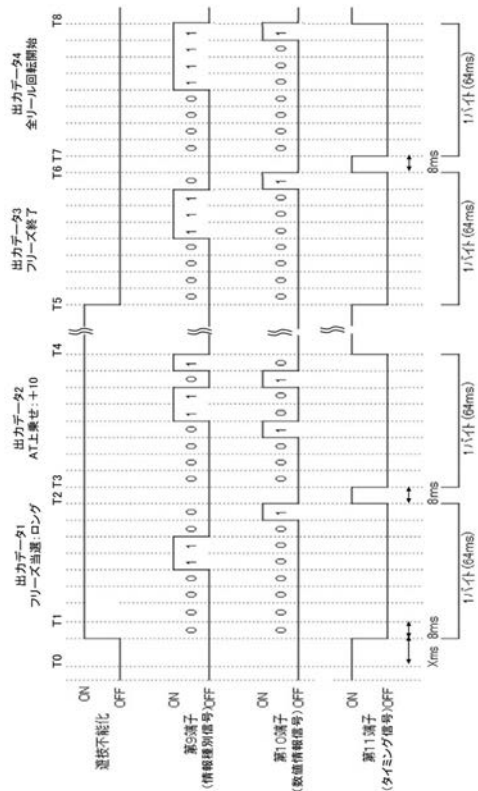 出力データ1
フリーズ当選:ロング
出力データ2
AT上乗せ:+10
出力データ3
フリーズ終了
出力データ4
全リール回転開始
T0 T1 T2 T3 T4 T5 T6 T7 T8
遊技不能化
ON
OFF
第9端子
(情報種別信号)
ON
OFF
0 0 0 0 1 1 0 0
0 0 0 0 1 1 0 1
0 0 0 0 1 1 1 0
0 0 0 0 1 1 1 1
第10端子
(数値情報信号)
ON
OFF
0 0 0 0 0 0 0 1
0 0 0 1 0 0 1 0
0 0 0 0 0 0 0 1
0 0 0 0 0 0 0 1
第11端子
(タイミング信号)
ON
OFF
Xms 8ms 8ms 8ms
1バイト(64ms) 1バイト(64ms) 1バイト(64ms) 1バイト(64ms)